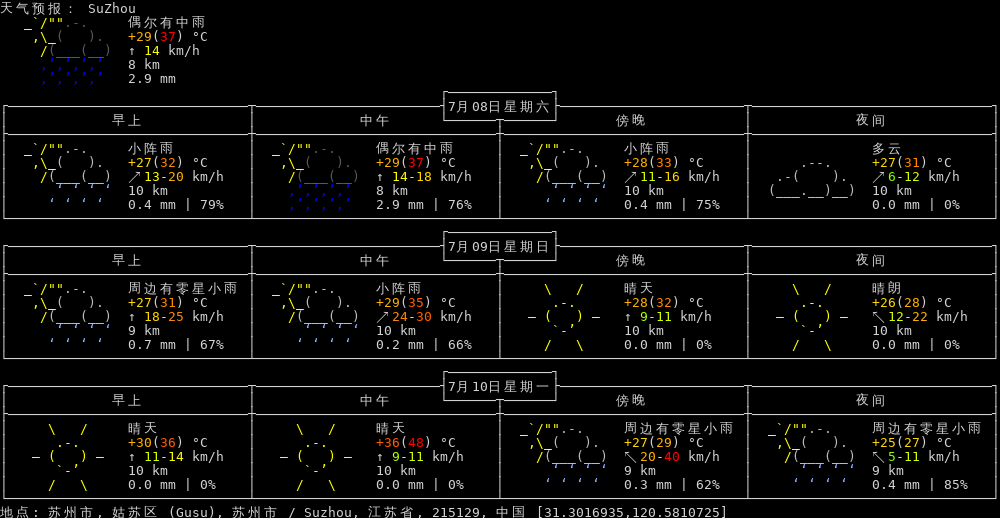 天气预报： SuZhou
偶尔有中雨
+29(37) °C
↑ 14 km/h
8 km
2.9 mm
7月08日星期六
早上 中午 傍晚 夜间
小阵雨 偶尔有中雨 小阵雨 多云
+27(32) °C +29(37) °C +28(33) °C +27(31) °C
↗13-20 km/h ↑ 14-18 km/h ↗11-16 km/h ↗6-12 km/h
10 km 8 km 10 km 10 km
0.4 mm | 79% 2.9 mm | 76% 0.4 mm | 75% 0.0 mm | 0%
7月09日星期日
早上 中午 傍晚 夜间
周边有零星小雨 小阵雨 晴天 晴朗
+27(31) °C +29(35) °C +28(32) °C +26(28) °C
↑ 18-25 km/h ↗24-30 km/h ↑ 9-11 km/h ↖12-22 km/h
9 km 10 km 10 km 10 km
0.7 mm | 67% 0.2 mm | 66% 0.0 mm | 0% 0.0 mm | 0%
7月10日星期一
早上 中午 傍晚 夜间
晴天 晴天 周边有零星小雨 周边有零星小雨
+30(36) °C +36(48) °C +27(29) °C +25(27) °C
↑ 11-14 km/h ↑ 9-11 km/h ↖20-40 km/h ↖5-11 km/h
10 km 10 km 9 km 9 km
0.0 mm | 0% 0.0 mm | 0% 0.3 mm | 62% 0.4 mm | 85%
地点: 苏州市, 姑苏区 (Gusu), 苏州市 / Suzhou, 江苏省, 215129, 中国 [31.3016935,120.5810725]